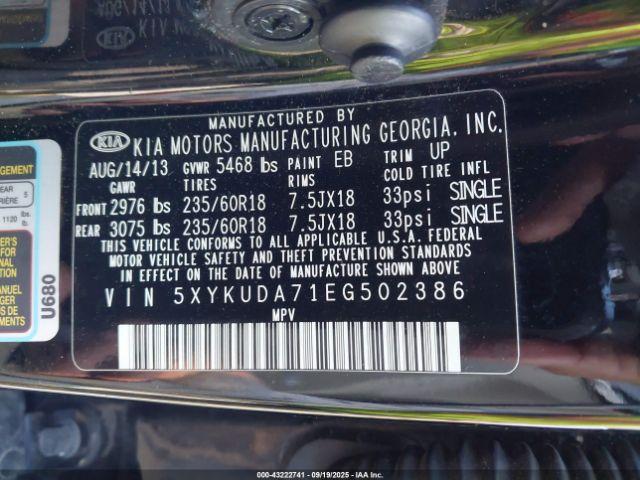 MANUFACTURED BY
KIA KIA MOTORS MANUFACTURING GEORGIA, INC.
AUG/14/13 GVWR 5468 lbs PAINT EB TRIM UP
GAWR TIRES RIMS COLD TIRE INFL
FRONT 2976 lbs 235/60R18 7.5JX18 33psi SINGLE
REAR 3075 lbs 235/60R18 7.5JX18 33psi SINGLE
THIS VEHICLE CONFORMS TO ALL APPLICABLE U.S.A. FEDERAL
MOTOR VEHICLE SAFETY AND THEFT PREVENTION STANDARDS
IN EFFECT ON THE DATE OF MANUFACTURE SHOWN ABOVE.
VIN 5XYKUDA71EG502386
MPV
U680
000-43222741 - 09/19/2025 - IAA Inc.